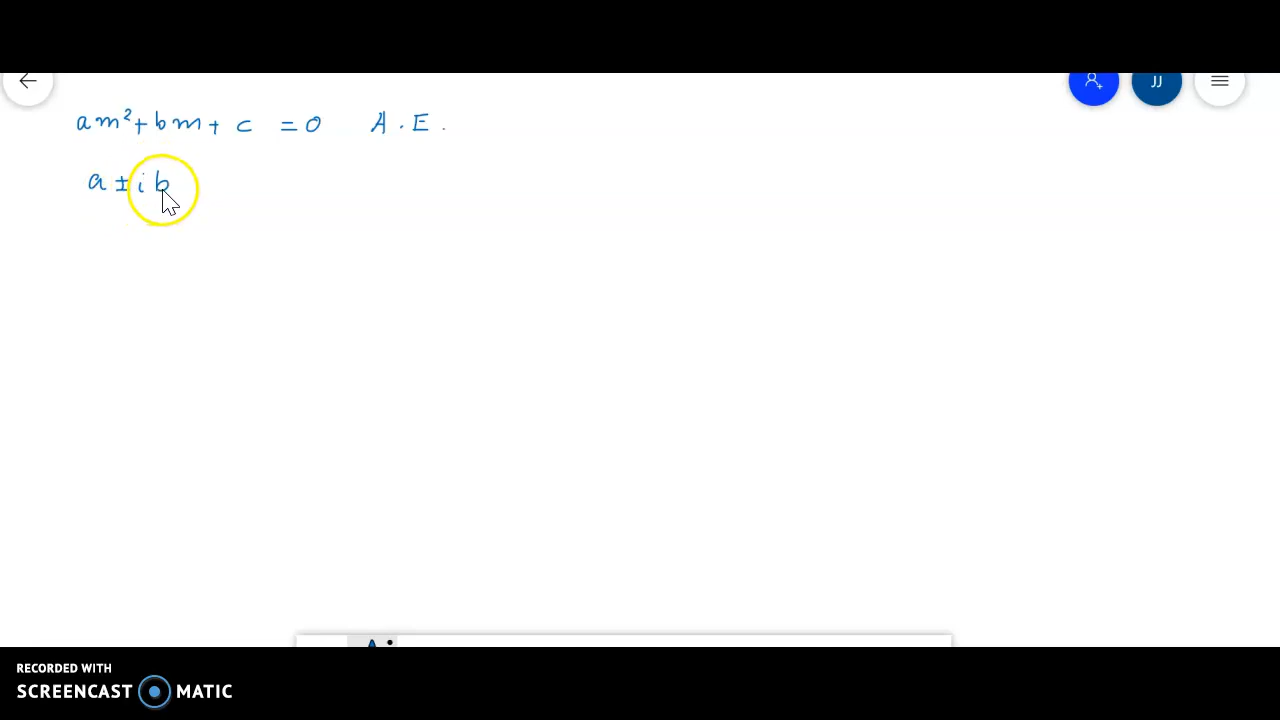 JJ
am²+bm+ c = 0 A.E.
a ± ib
RECORDED WITH
SCREENCAST MATIC